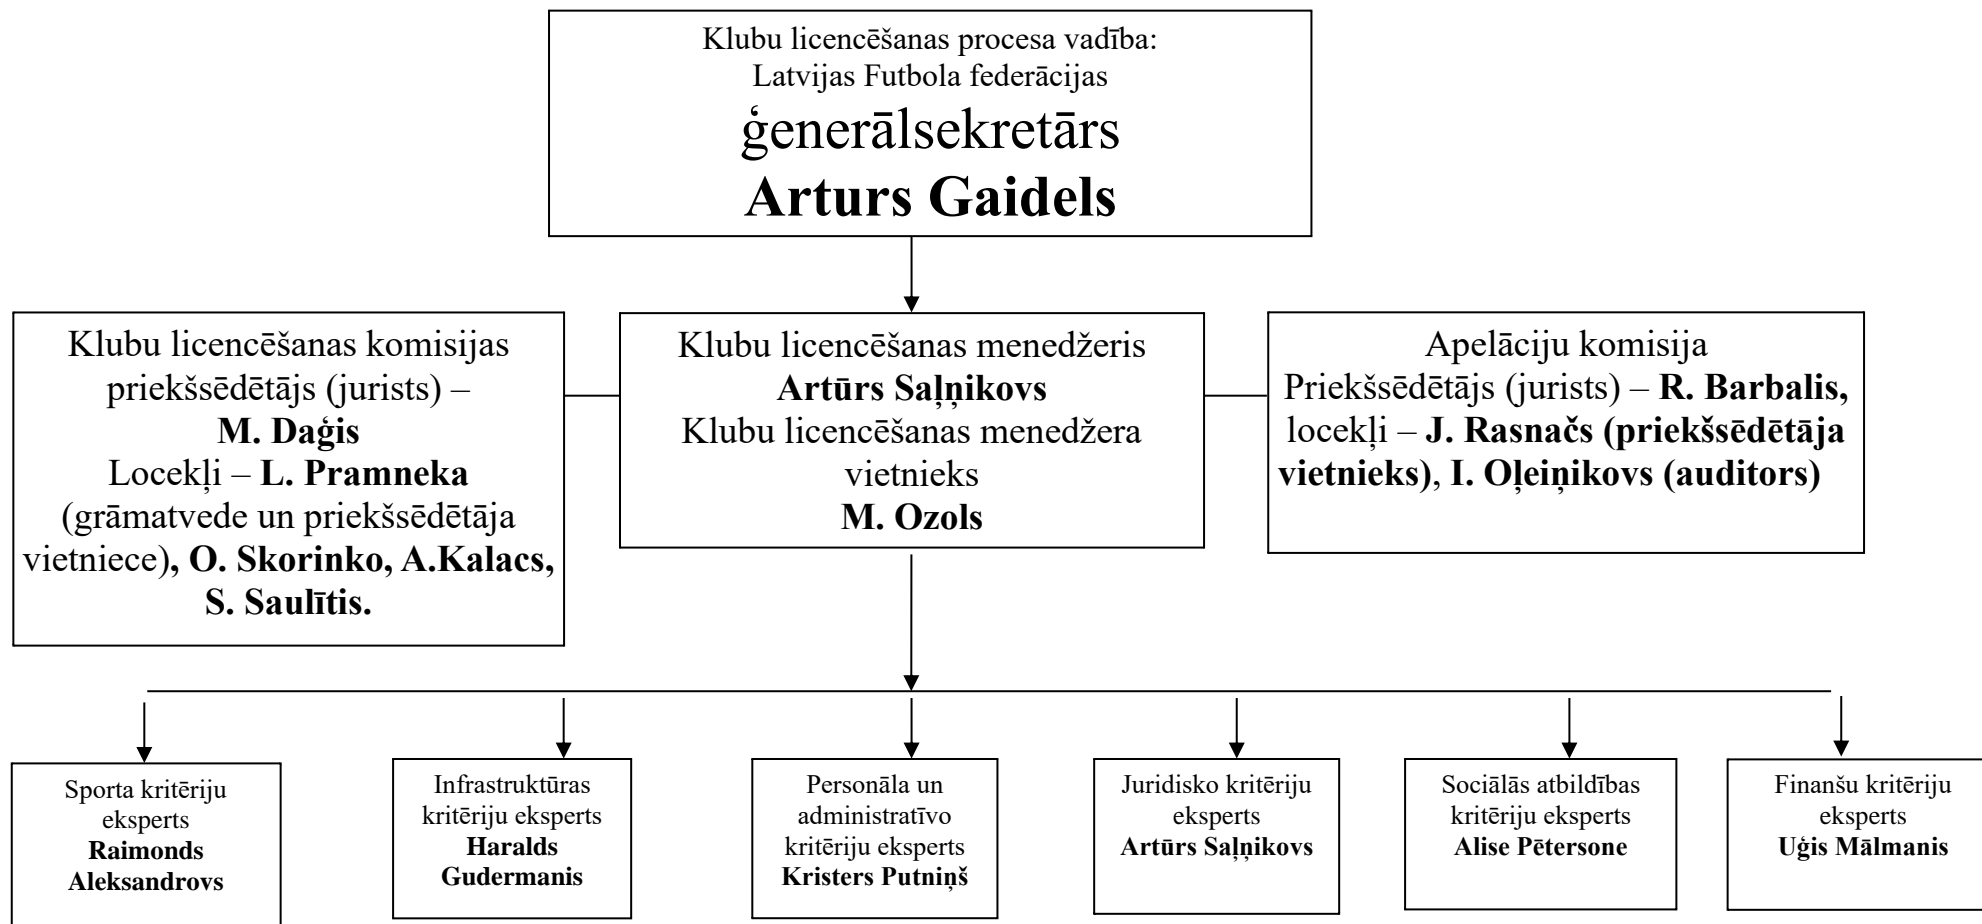 Klubu licencēšanas procesa vadība:
Latvijas Futbola federācijas
ģenerālsekretārs
Arturs Gaidels
Klubu licencēšanas komisijas
priekšsēdētājs (jurists) –
M. Daģis
Locekļi – L. Pramneka
(grāmatvede un priekšsēdētāja
vietniece), O. Skorinko, A.Kalacs,
S. Saulītis.
Klubu licencēšanas menedžeris
Artūrs Saļņikovs
Klubu licencēšanas menedžera
vietnieks
M. Ozols
Apelāciju komisija
Priekšsēdētājs (jurists) – R. Barbalis,
locekļi – J. Rasnačs (priekšsēdētāja
vietnieks), I. Oļeiņikovs (auditors)
Sporta kritēriju
eksperts
Raimonds
Aleksandrovs
Infrastruktūras
kritēriju eksperts
Haralds
Gudermanis
Personāla un
administratīvo
kritēriju eksperts
Kristers Putniņš
Juridisko kritēriju
eksperts
Artūrs Saļņikovs
Sociālās atbildības
kritēriju eksperts
Alise Pētersone
Finanšu kritēriju
eksperts
Uģis Mālmanis